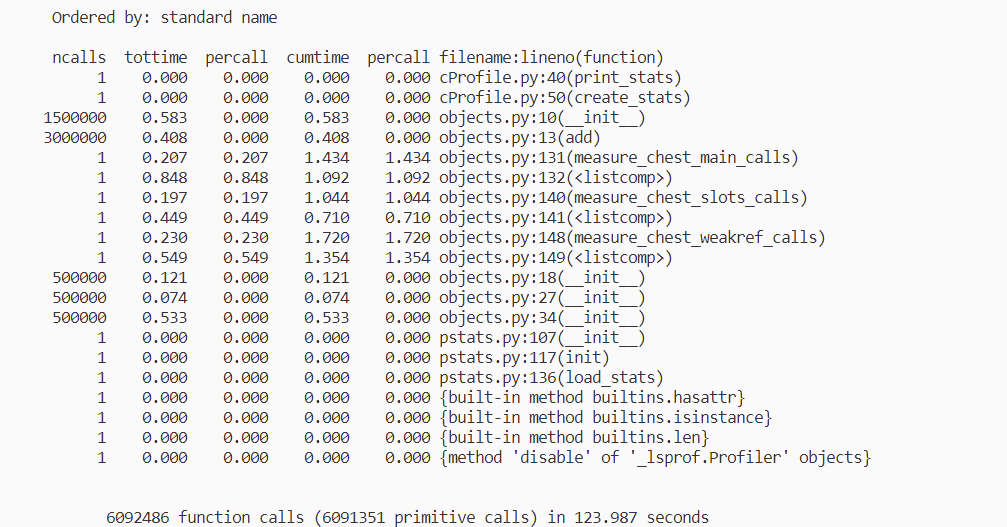 Ordered by: standard name
ncalls tottime percall cumtime percall filename:lineno(function)
1 0.000 0.000 0.000 0.000 cProfile.py:40(print_stats)
1 0.000 0.000 0.000 0.000 cProfile.py:50(create_stats)
1500000 0.583 0.000 0.583 0.000 objects.py:10(__init__)
3000000 0.408 0.000 0.408 0.000 objects.py:13(add)
1 0.207 0.207 1.434 1.434 objects.py:131(measure_chest_main_calls)
1 0.848 0.848 1.092 1.092 objects.py:132(<listcomp>)
1 0.197 0.197 1.044 1.044 objects.py:140(measure_chest_slots_calls)
1 0.449 0.449 0.710 0.710 objects.py:141(<listcomp>)
1 0.230 0.230 1.720 1.720 objects.py:148(measure_chest_weakref_calls)
1 0.549 0.549 1.354 1.354 objects.py:149(<listcomp>)
500000 0.121 0.000 0.121 0.000 objects.py:18(__init__)
500000 0.074 0.000 0.074 0.000 objects.py:27(__init__)
500000 0.533 0.000 0.533 0.000 objects.py:34(__init__)
1 0.000 0.000 0.000 0.000 pstats.py:107(__init__)
1 0.000 0.000 0.000 0.000 pstats.py:117(init)
1 0.000 0.000 0.000 0.000 pstats.py:136(load_stats)
1 0.000 0.000 0.000 0.000 {built-in method builtins.hasattr}
1 0.000 0.000 0.000 0.000 {built-in method builtins.isinstance}
1 0.000 0.000 0.000 0.000 {built-in method builtins.len}
1 0.000 0.000 0.000 0.000 {method 'disable' of '_lsprof.Profiler' objects}
6092486 function calls (6091351 primitive calls) in 123.987 seconds